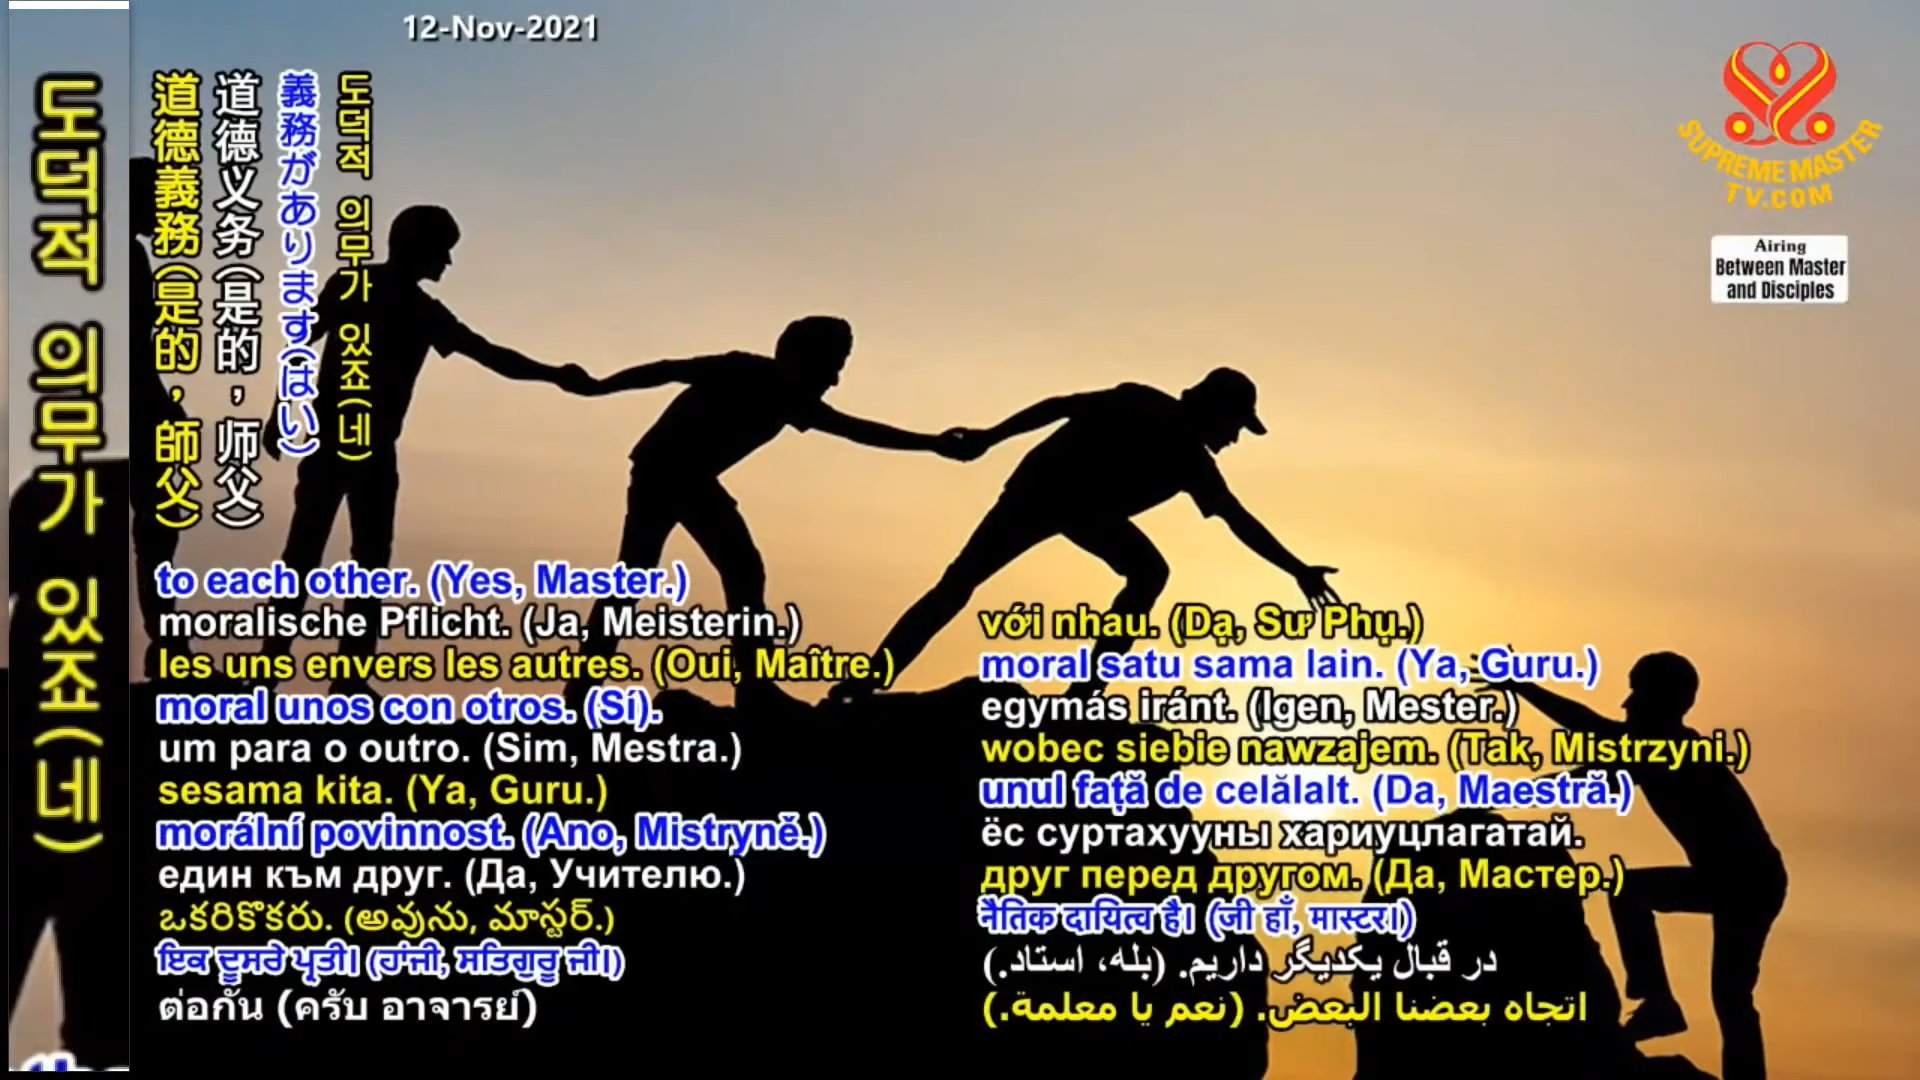 12-Nov-2021
도덕적 의무가 있죠(네)
道德義務(是的，師父)
道德义务(是的，师父)
義務があります(はい)
도덕적 의무가 있죠(네)
SUPREME MASTER
TV.COM
Airing
Between Master
and Disciples
to each other. (Yes, Master.)
moralische Pflicht. (Ja, Meisterin.)
les uns envers les autres. (Oui, Maître.)
moral unos con otros. (Sí).
um para o outro. (Sim, Mestra.)
sesama kita. (Ya, Guru.)
morální povinnost. (Ano, Mistryně.)
един към друг. (Да, Учителю.)
ఒకరికొకరు. (అవును, మాస్టర్.)
ਇਕ ਦੂਸਰੇ ਪ੍ਰਤੀ। (ਹਾਂਜੀ, ਸਤਿਗੁਰੂ ਜੀ।)
ต่อกัน (ครับ อาจารย์)
với nhau. (Dạ, Sư Phụ.)
moral satu sama lain. (Ya, Guru.)
egymás iránt. (Igen, Mester.)
wobec siebie nawzajem. (Tak, Mistrzyni.)
unul față de celălalt. (Da, Maestră.)
ёс суртахууны хариуцлагатай.
друг перед другом. (Да, Мастер.)
नैतिक दायित्व है। (जी हाँ, मास्टर।)
در قبال یکدیگر داریم. (بله، استاد.)
اتجاه بعضنا البعض. (نعم يا معلمة.)